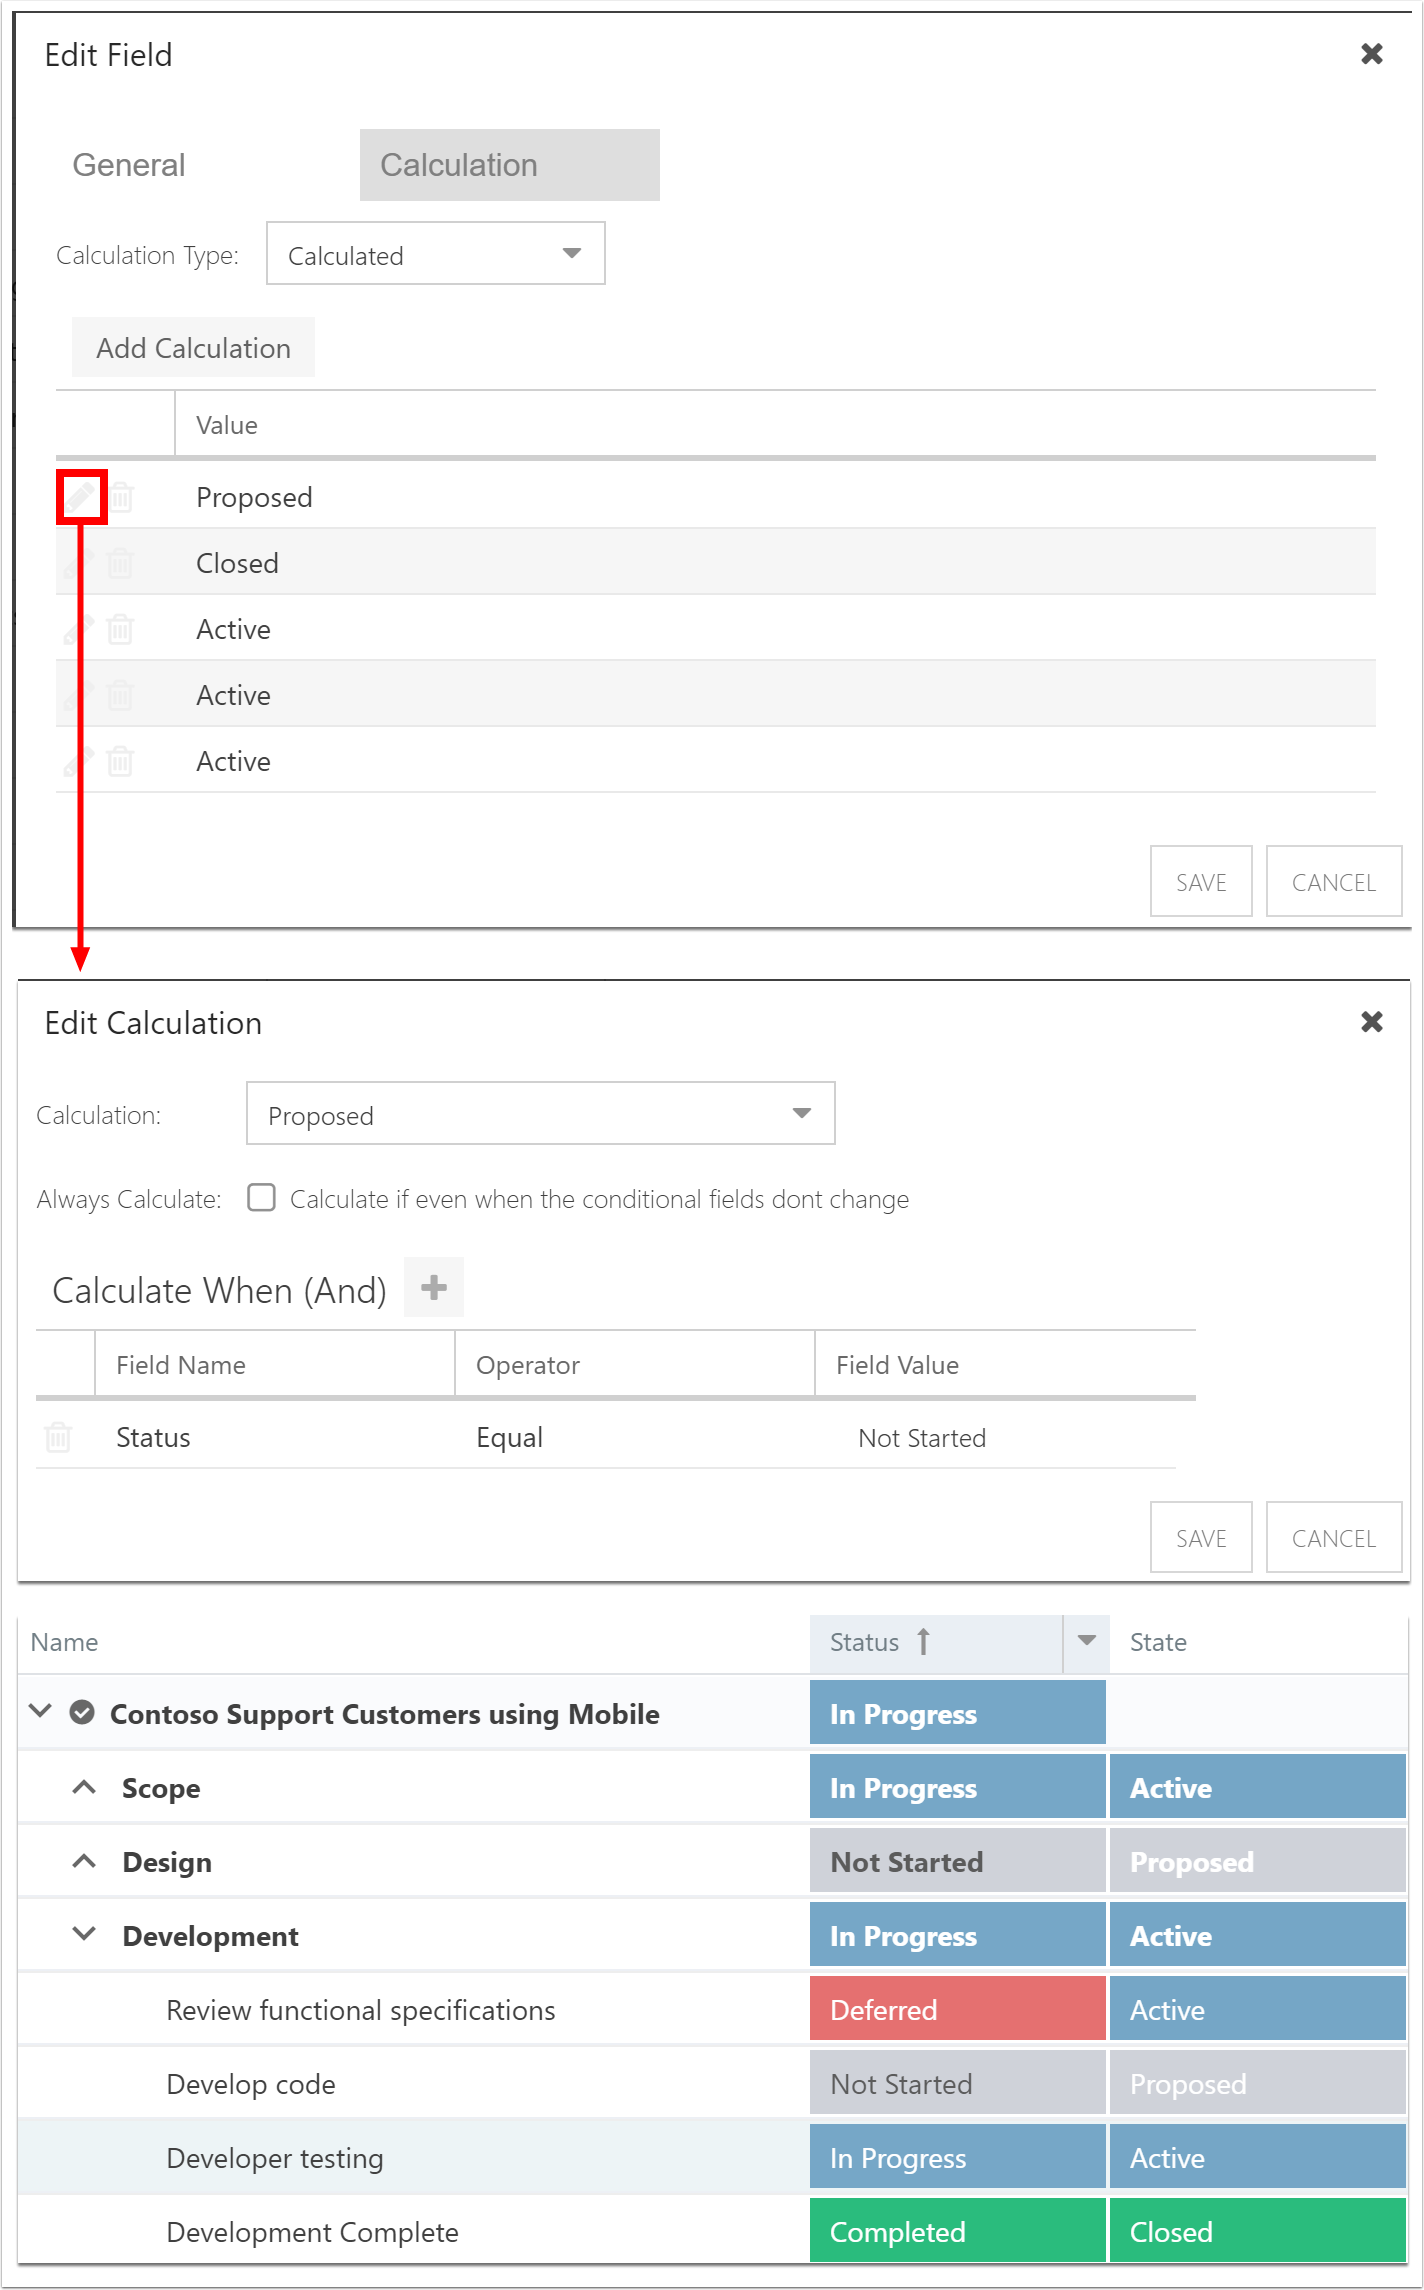 Edit Field
General Calculation
Calculation Type: Calculated
Add Calculation
Value
Proposed
Closed
Active
Active
Active
SAVE CANCEL
Edit Calculation
Calculation: Proposed
Always Calculate: Calculate if even when the conditional fields dont change
Calculate When (And)
Field Name Operator Field Value
Status Equal Not Started
SAVE CANCEL
Name Status State
Contoso Support Customers using Mobile In Progress
Scope In Progress Active
Design Not Started Proposed
Development In Progress Active
Review functional specifications Deferred Active
Develop code Not Started Proposed
Developer testing In Progress Active
Development Complete Completed Closed